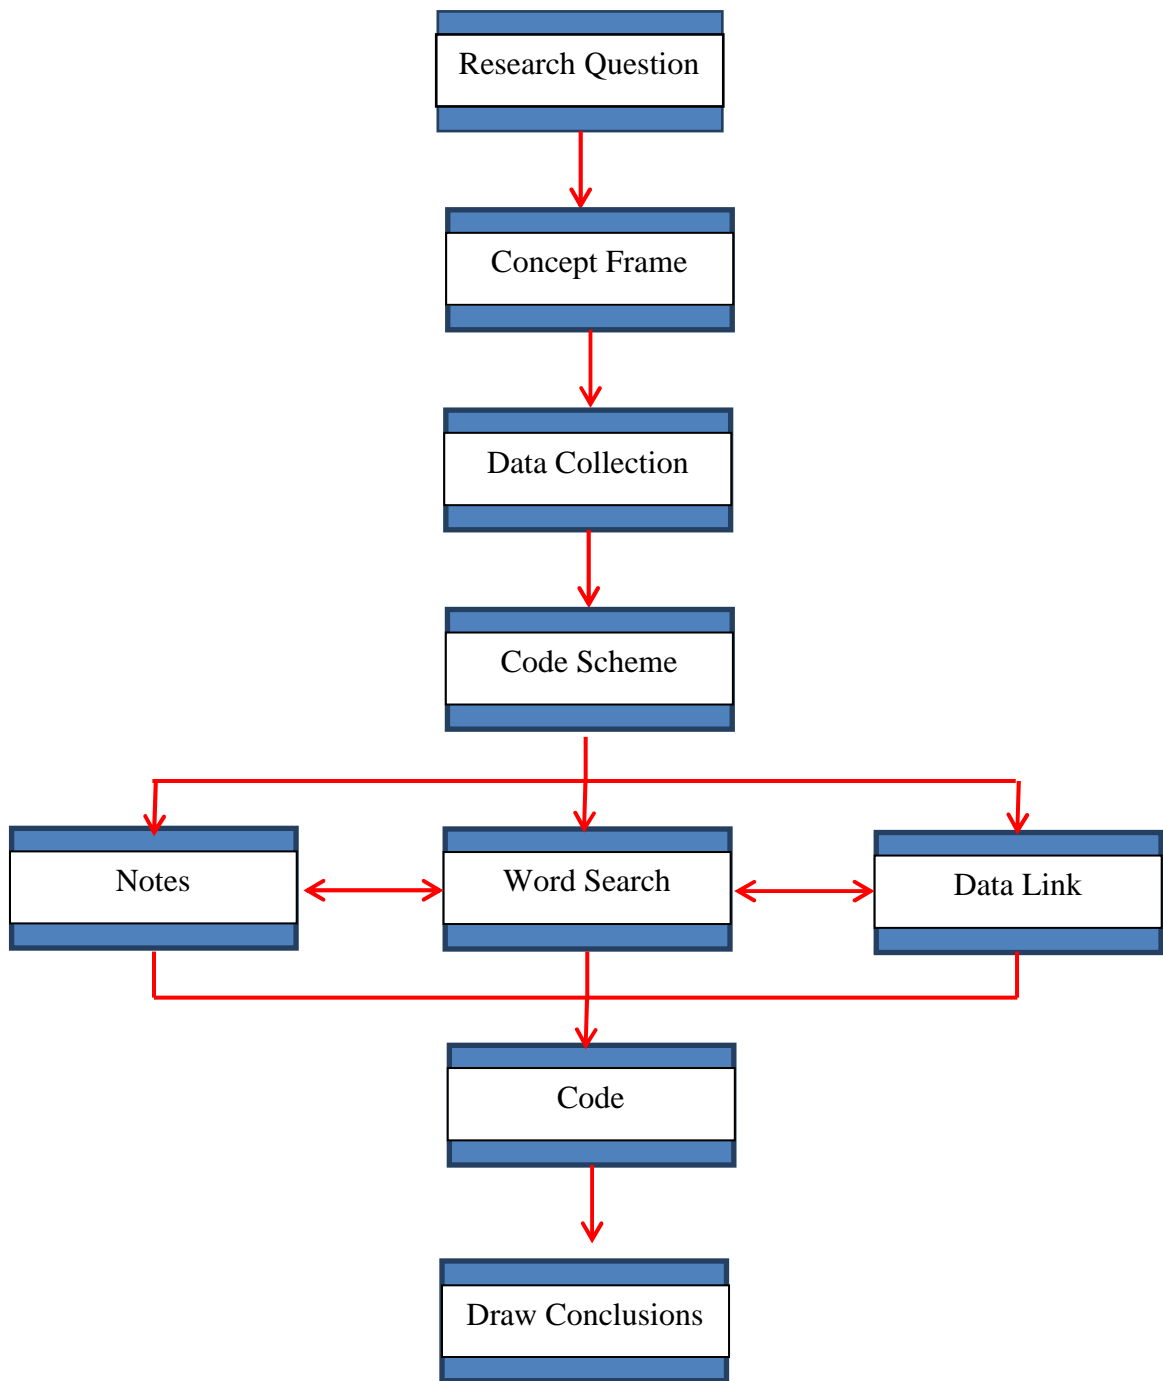 Research Question
Concept Frame
Data Collection
Code Scheme
Notes
Word Search
Data Link
Code
Draw Conclusions